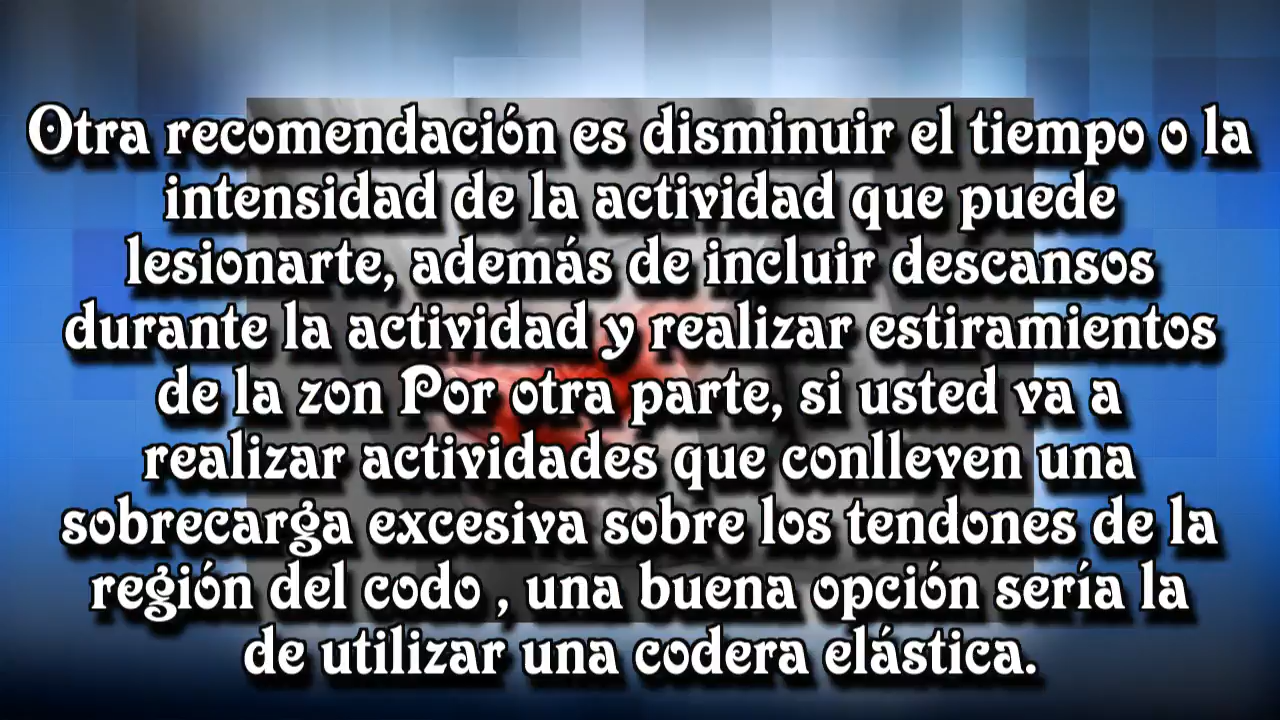 Otra recomendación es disminuir el tiempo o la
intensidad de la actividad que puede
lesionarte, además de incluir descansos
durante la actividad y realizar estiramientos
de la zon Por otra parte, si usted va a
realizar actividades que conlleven una
sobrecarga excesiva sobre los tendones de la
región del codo , una buena opción sería la
de utilizar una codera elástica.